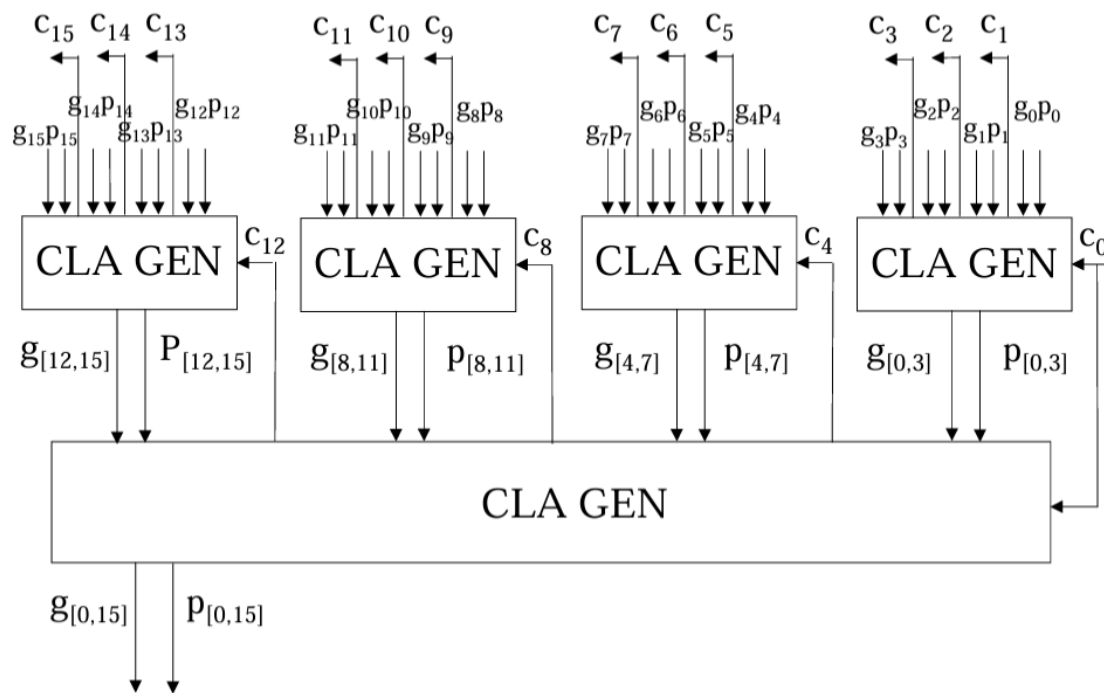 c₁₅ c₁₄ c₁₃ c₁₁ c₁₀ c₉ c₇ c₆ c₅ c₃ c₂ c₁
g₁₅p₁₅ g₁₄p₁₄ g₁₃p₁₃ g₁₂p₁₂ g₁₁p₁₁ g₁₀p₁₀ g₉p₉ g₈p₈ g₇p₇ g₆p₆ g₅p₅ g₄p₄ g₃p₃ g₂p₂ g₁p₁ g₀p₀
CLA GEN c₁₂ CLA GEN c₈ CLA GEN c₄ CLA GEN c₀
g[12,15] P[12,15] g[8,11] p[8,11] g[4,7] p[4,7] g[0,3] p[0,3]
CLA GEN
g[0,15] p[0,15]